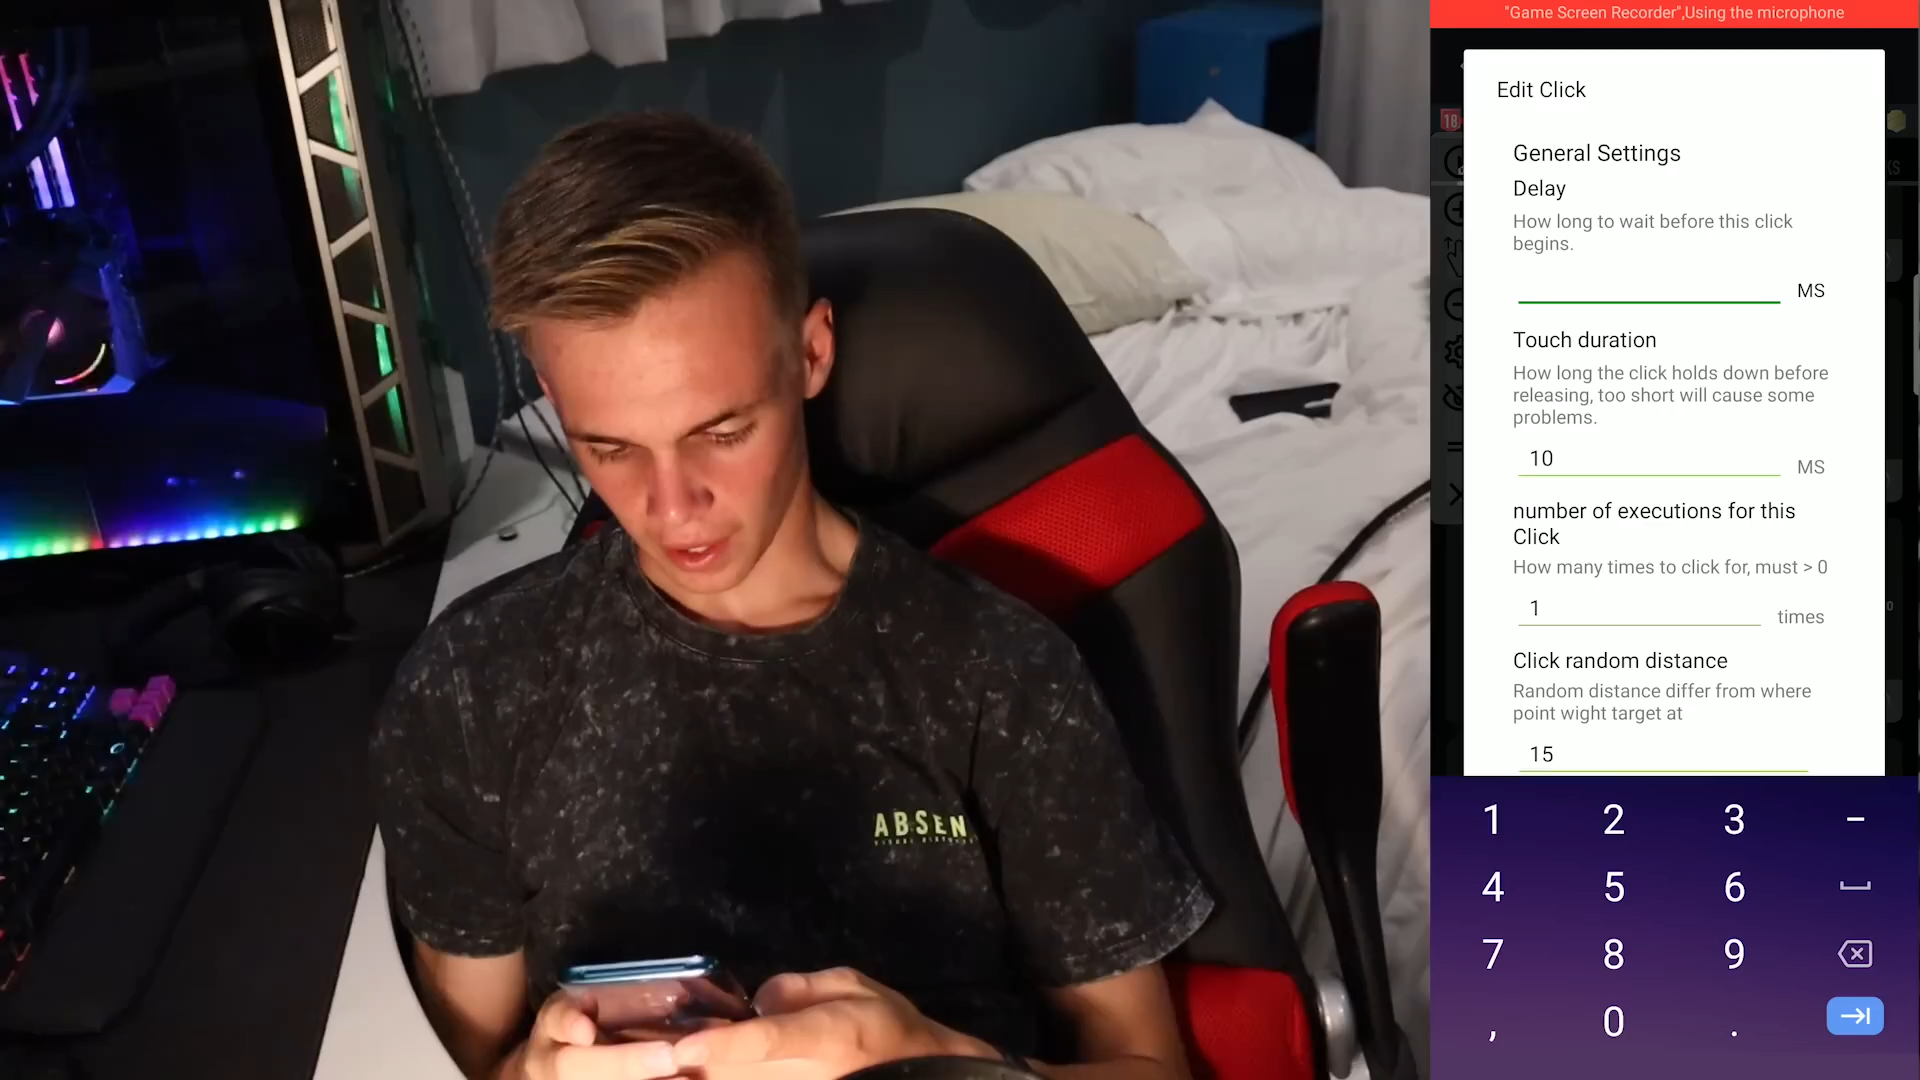 "Game Screen Recorder",Using the microphone
Edit Click
General Settings
Delay
How long to wait before this click
begins.
MS
Touch duration
How long the click holds down before
releasing, too short will cause some
problems.
10
MS
number of executions for this
Click
How many times to click for, must > 0
1
times
Click random distance
Random distance differ from where
point wight target at
15
1 2 3 -
4 5 6
7 8 9
, 0 .
18
ABSEN